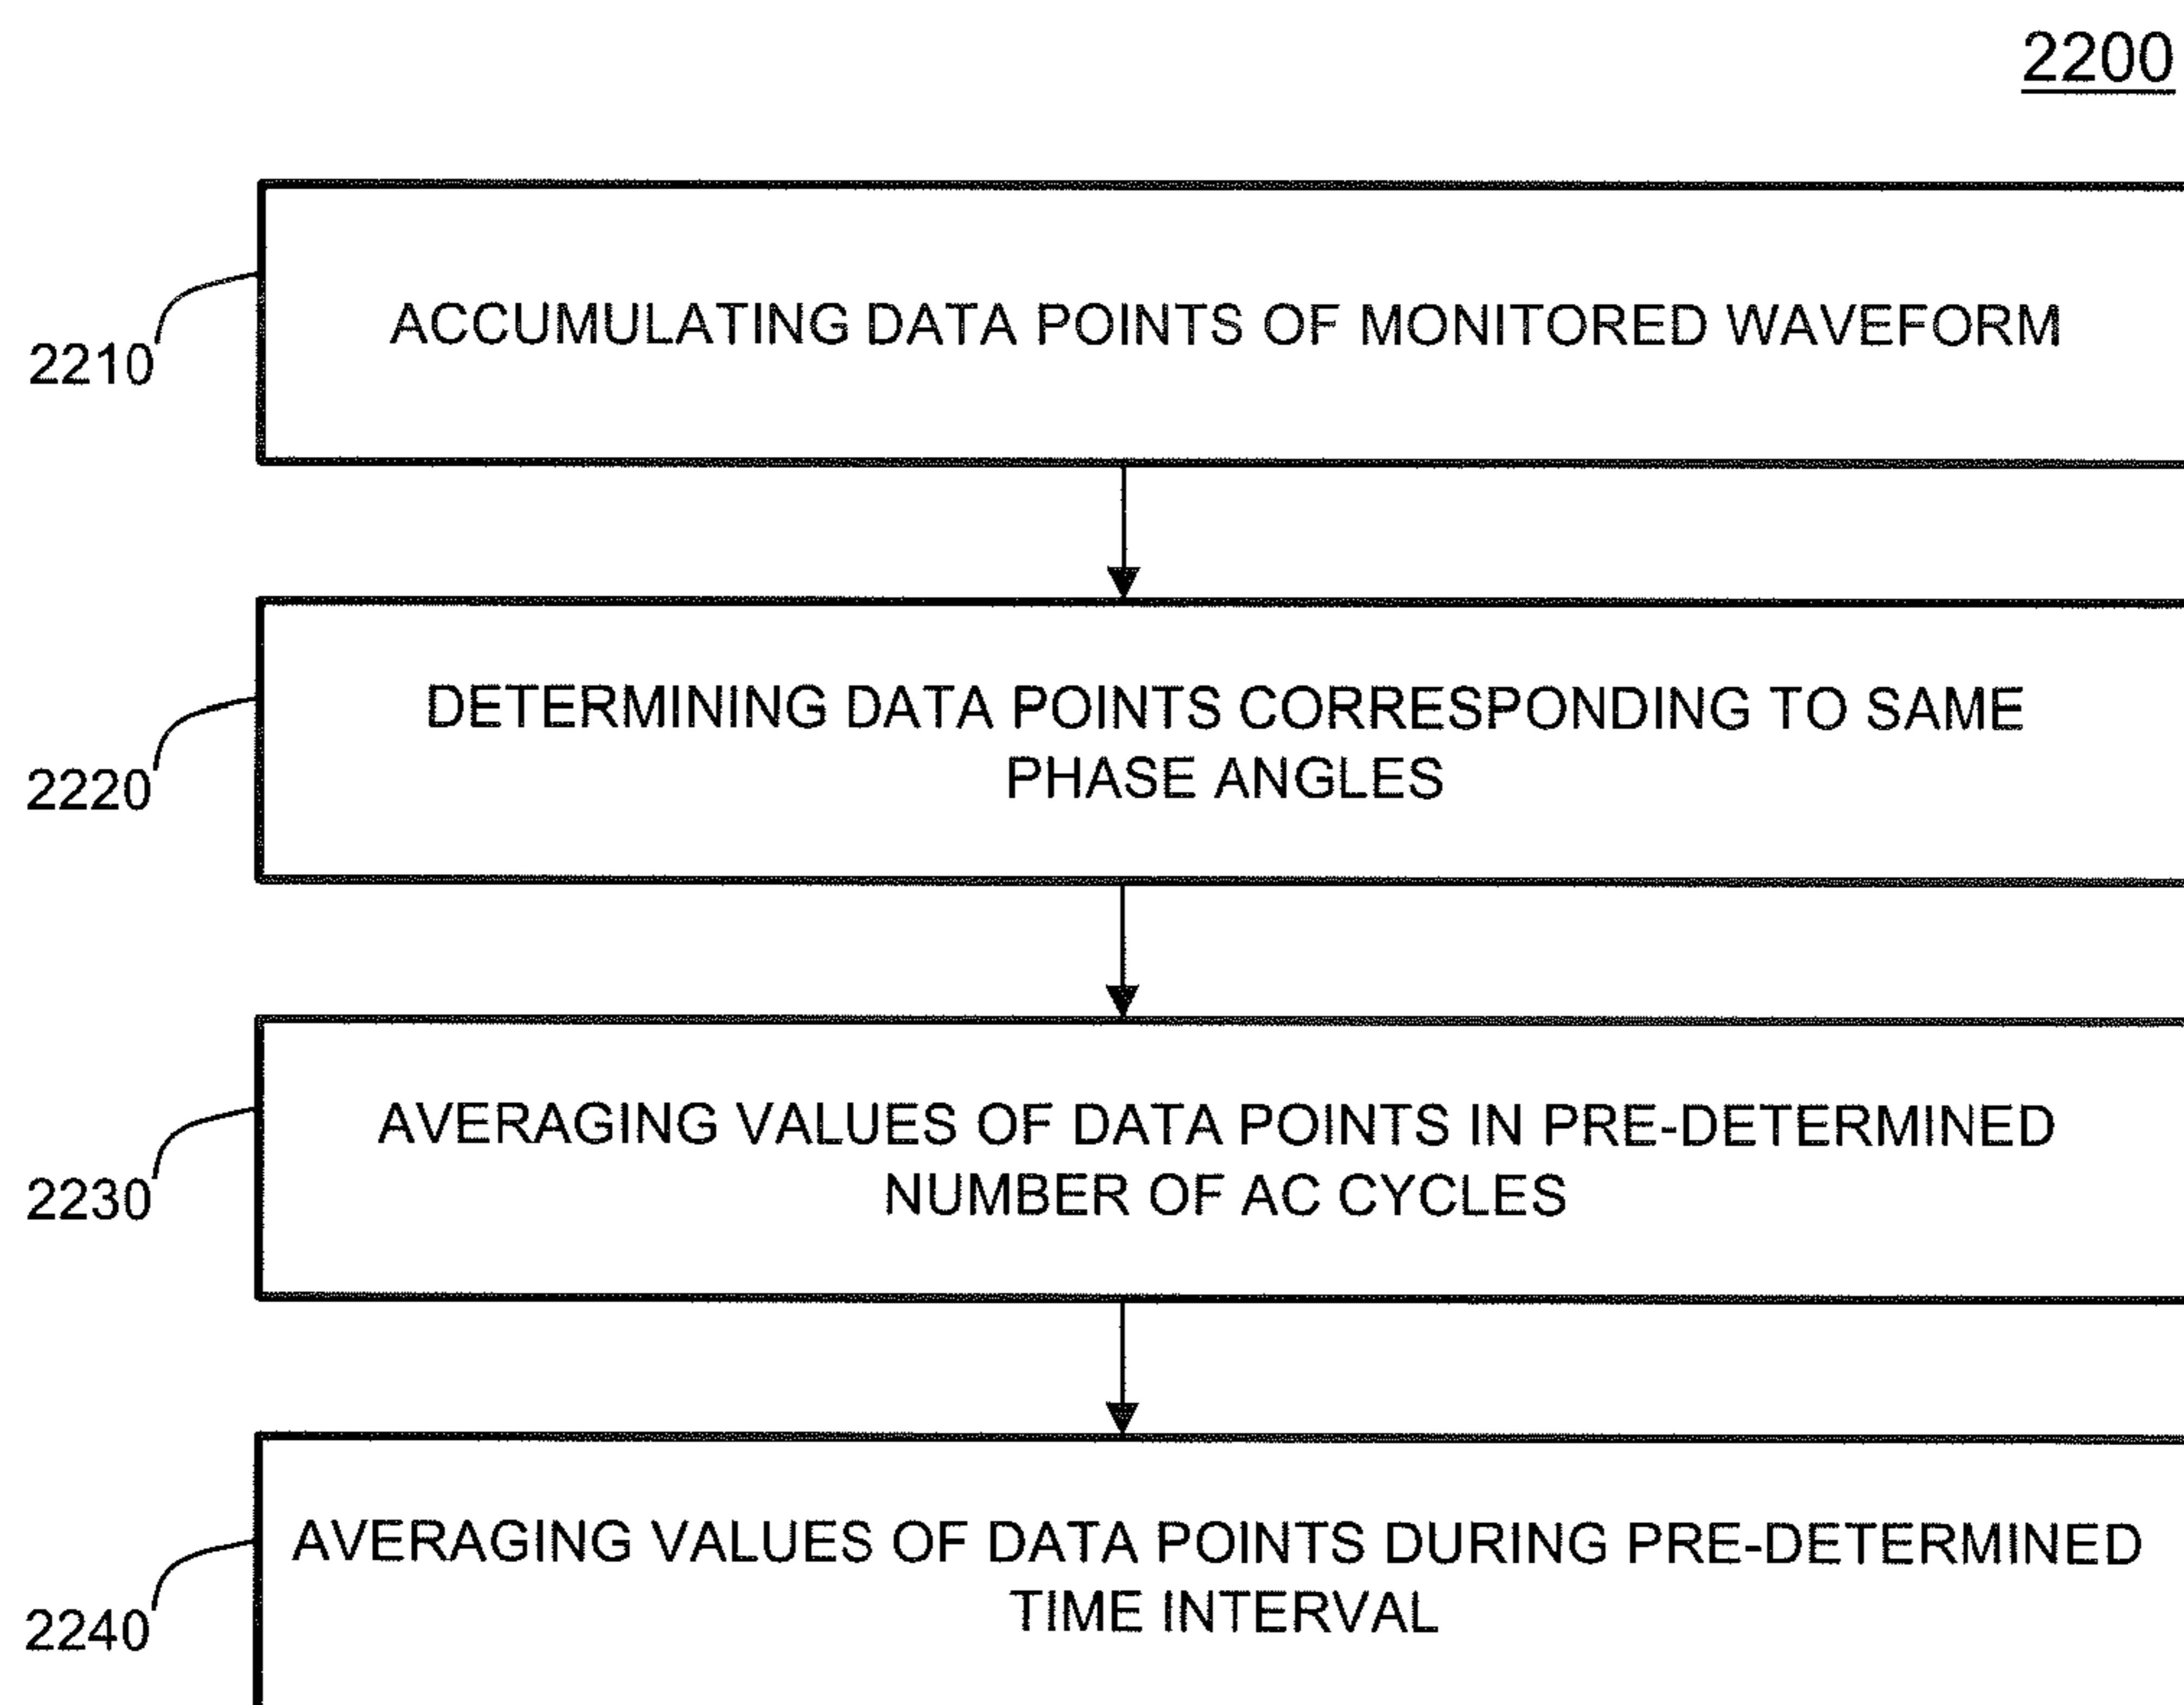 2200
ACCUMULATING DATA POINTS OF MONITORED WAVEFORM
2210
DETERMINING DATA POINTS CORRESPONDING TO SAME
PHASE ANGLES
2220
AVERAGING VALUES OF DATA POINTS IN PRE-DETERMINED
NUMBER OF AC CYCLES
2230
AVERAGING VALUES OF DATA POINTS DURING PRE-DETERMINED
TIME INTERVAL
2240